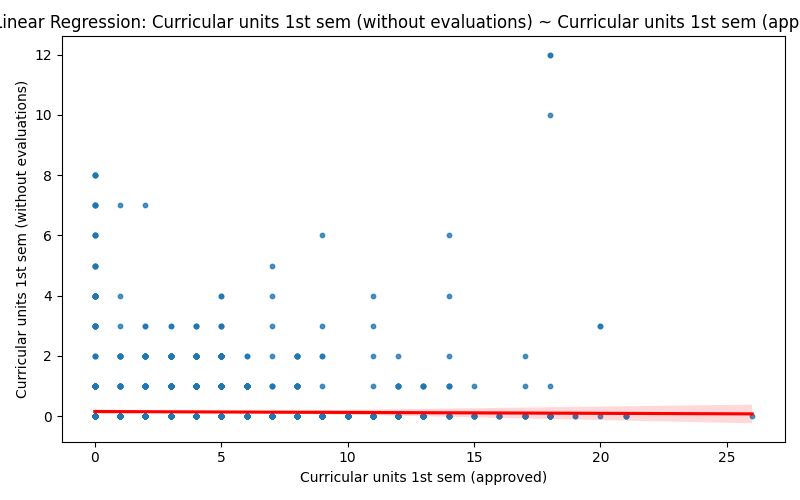 Linear Regression: Curricular units 1st sem (without evaluations) ~ Curricular units 1st sem (app
12
10
8
6
4
2
0
Curricular units 1st sem (without evaluations)
0 5 10 15 20 25
Curricular units 1st sem (approved)